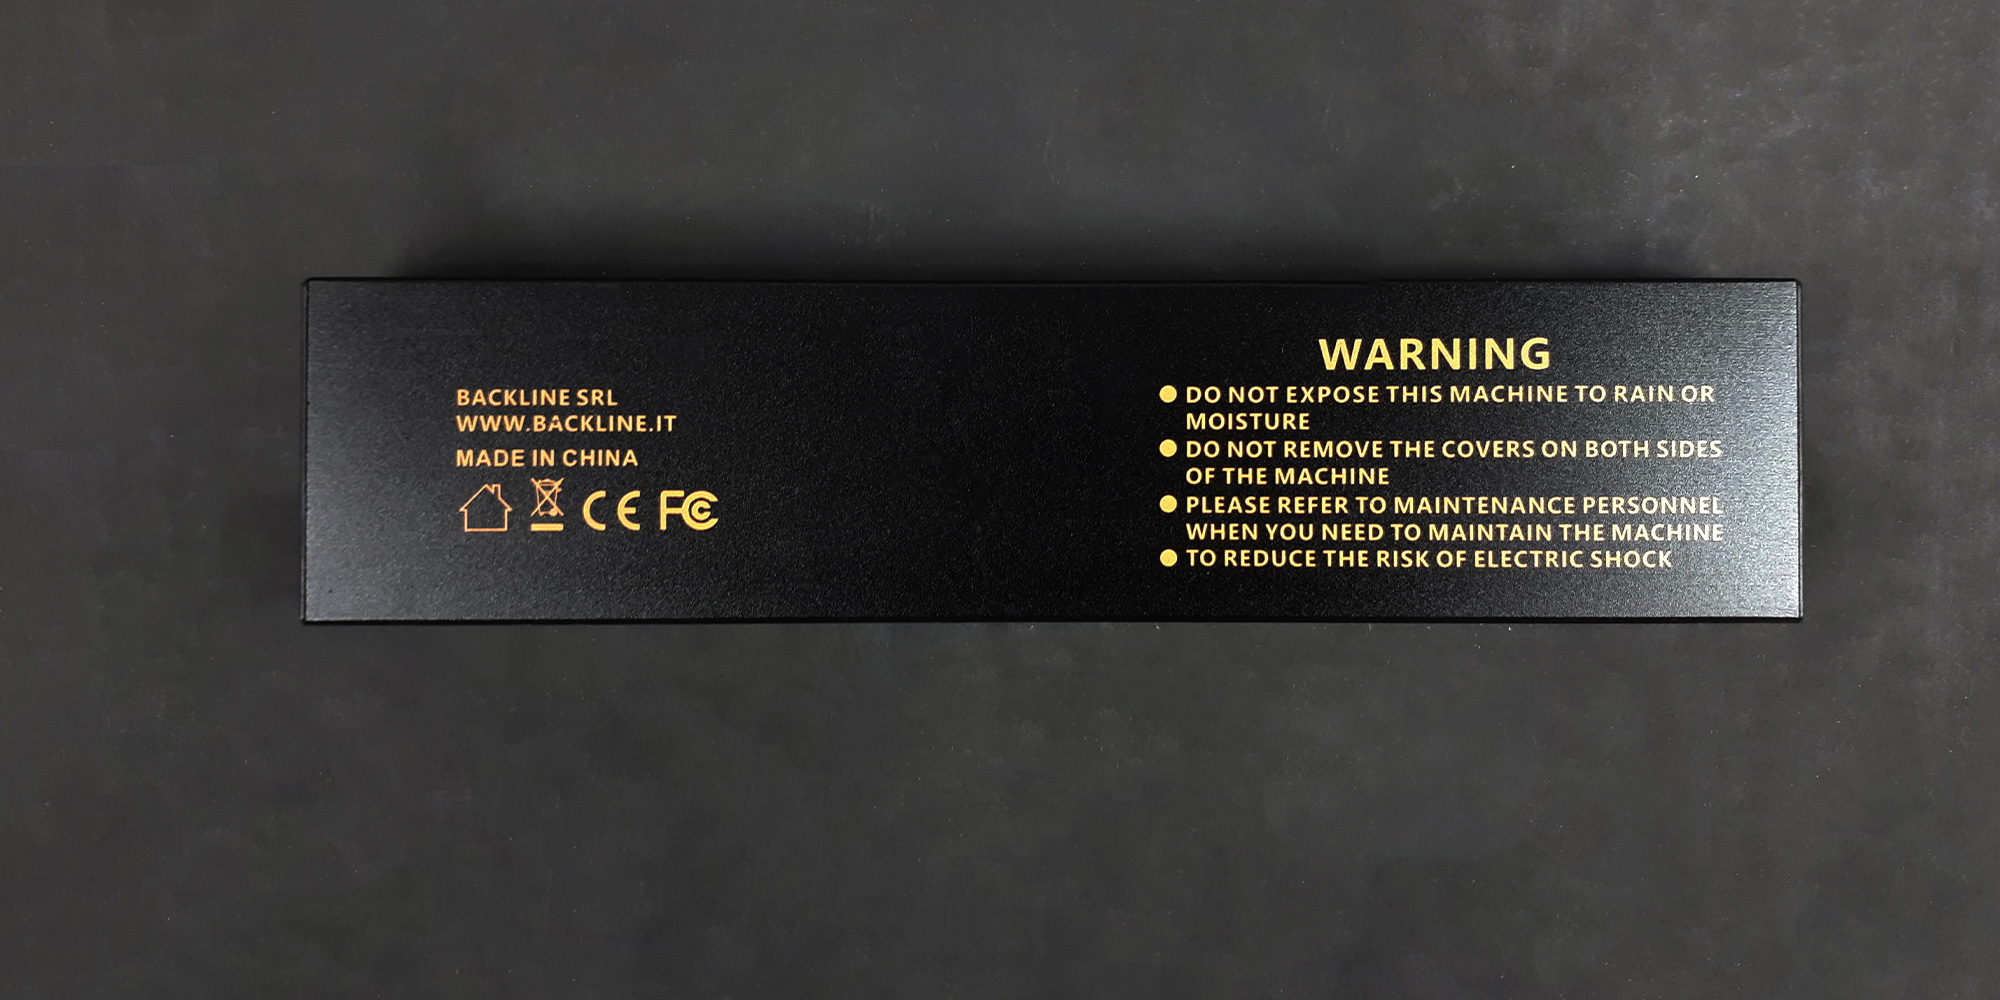 BACKLINE SRL
WWW.BACKLINE.IT
MADE IN CHINA
CE FC
WARNING
● DO NOT EXPOSE THIS MACHINE TO RAIN OR
MOISTURE
● DO NOT REMOVE THE COVERS ON BOTH SIDES
OF THE MACHINE
● PLEASE REFER TO MAINTENANCE PERSONNEL
WHEN YOU NEED TO MAINTAIN THE MACHINE
● TO REDUCE THE RISK OF ELECTRIC SHOCK